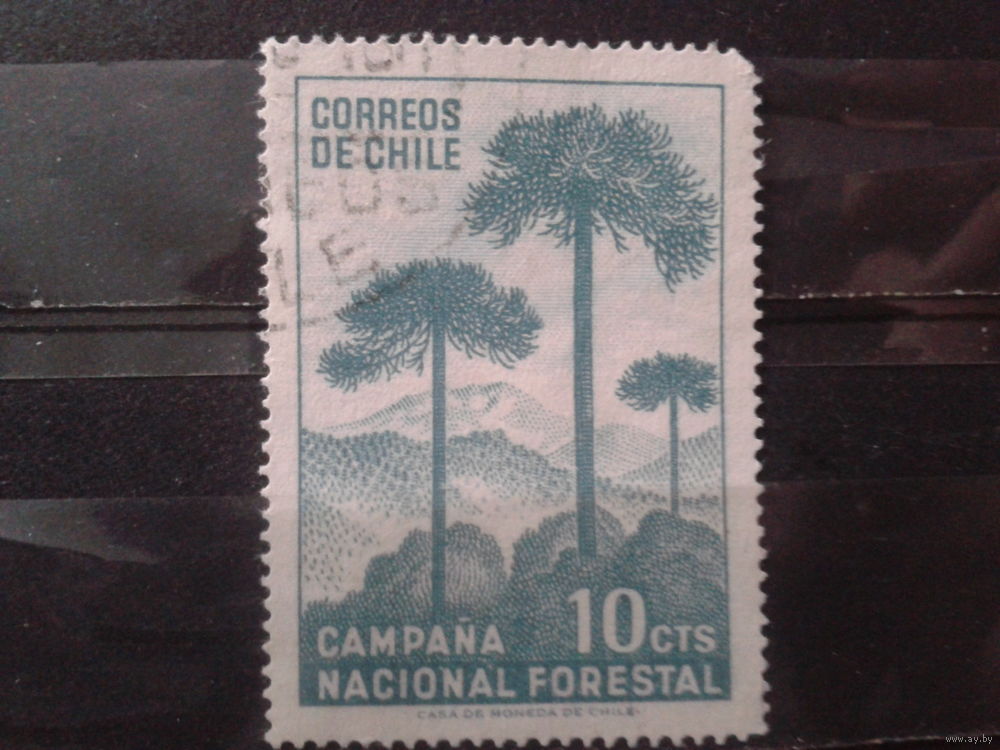 CORREOS
DE CHILE
CAMPAÑA 10 CTS
NACIONAL FORESTAL
CASA DE MONEDA DE CHILE
www.ay.by